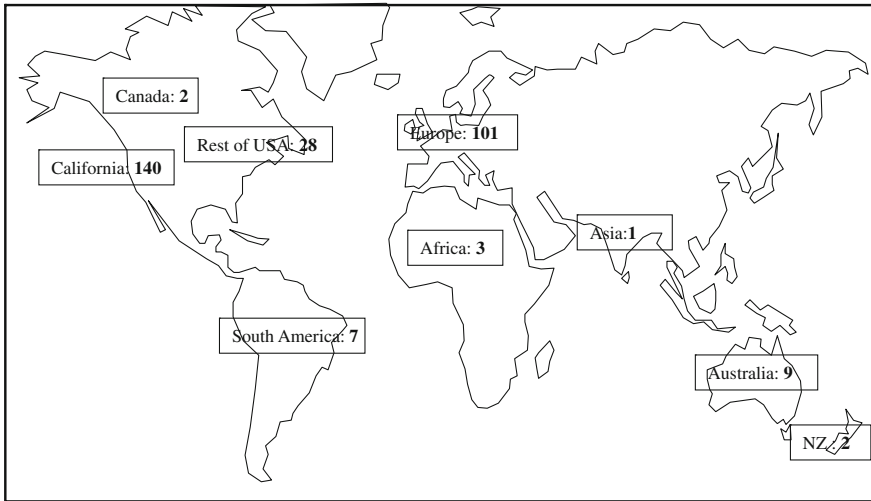 Canada: 2
Rest of USA: 28
Europe: 101
California: 140
Asia:1
Africa: 3
South America: 7
Australia: 9
NZ : 2